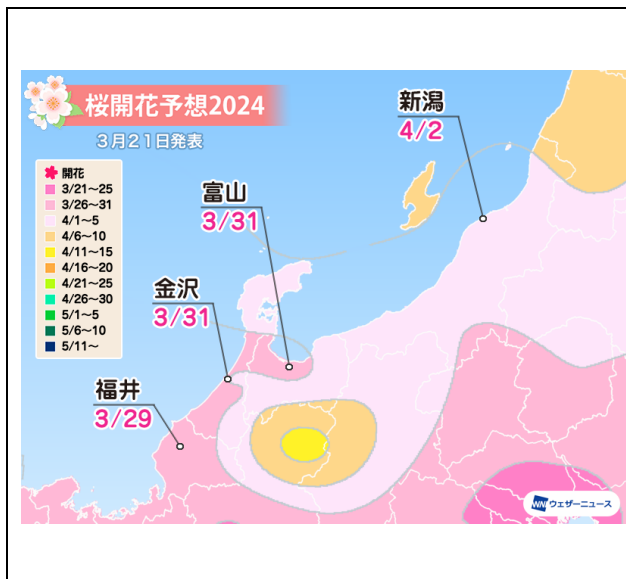 桜開花予想2024
3月21日発表
開花
3/21〜25
3/26〜31
4/1〜5
4/6〜10
4/11〜15
4/16〜20
4/21〜25
4/26〜30
5/1〜5
5/6〜10
5/11〜
新潟
4/2
富山
3/31
金沢
3/31
福井
3/29
WN ウェザーニュース